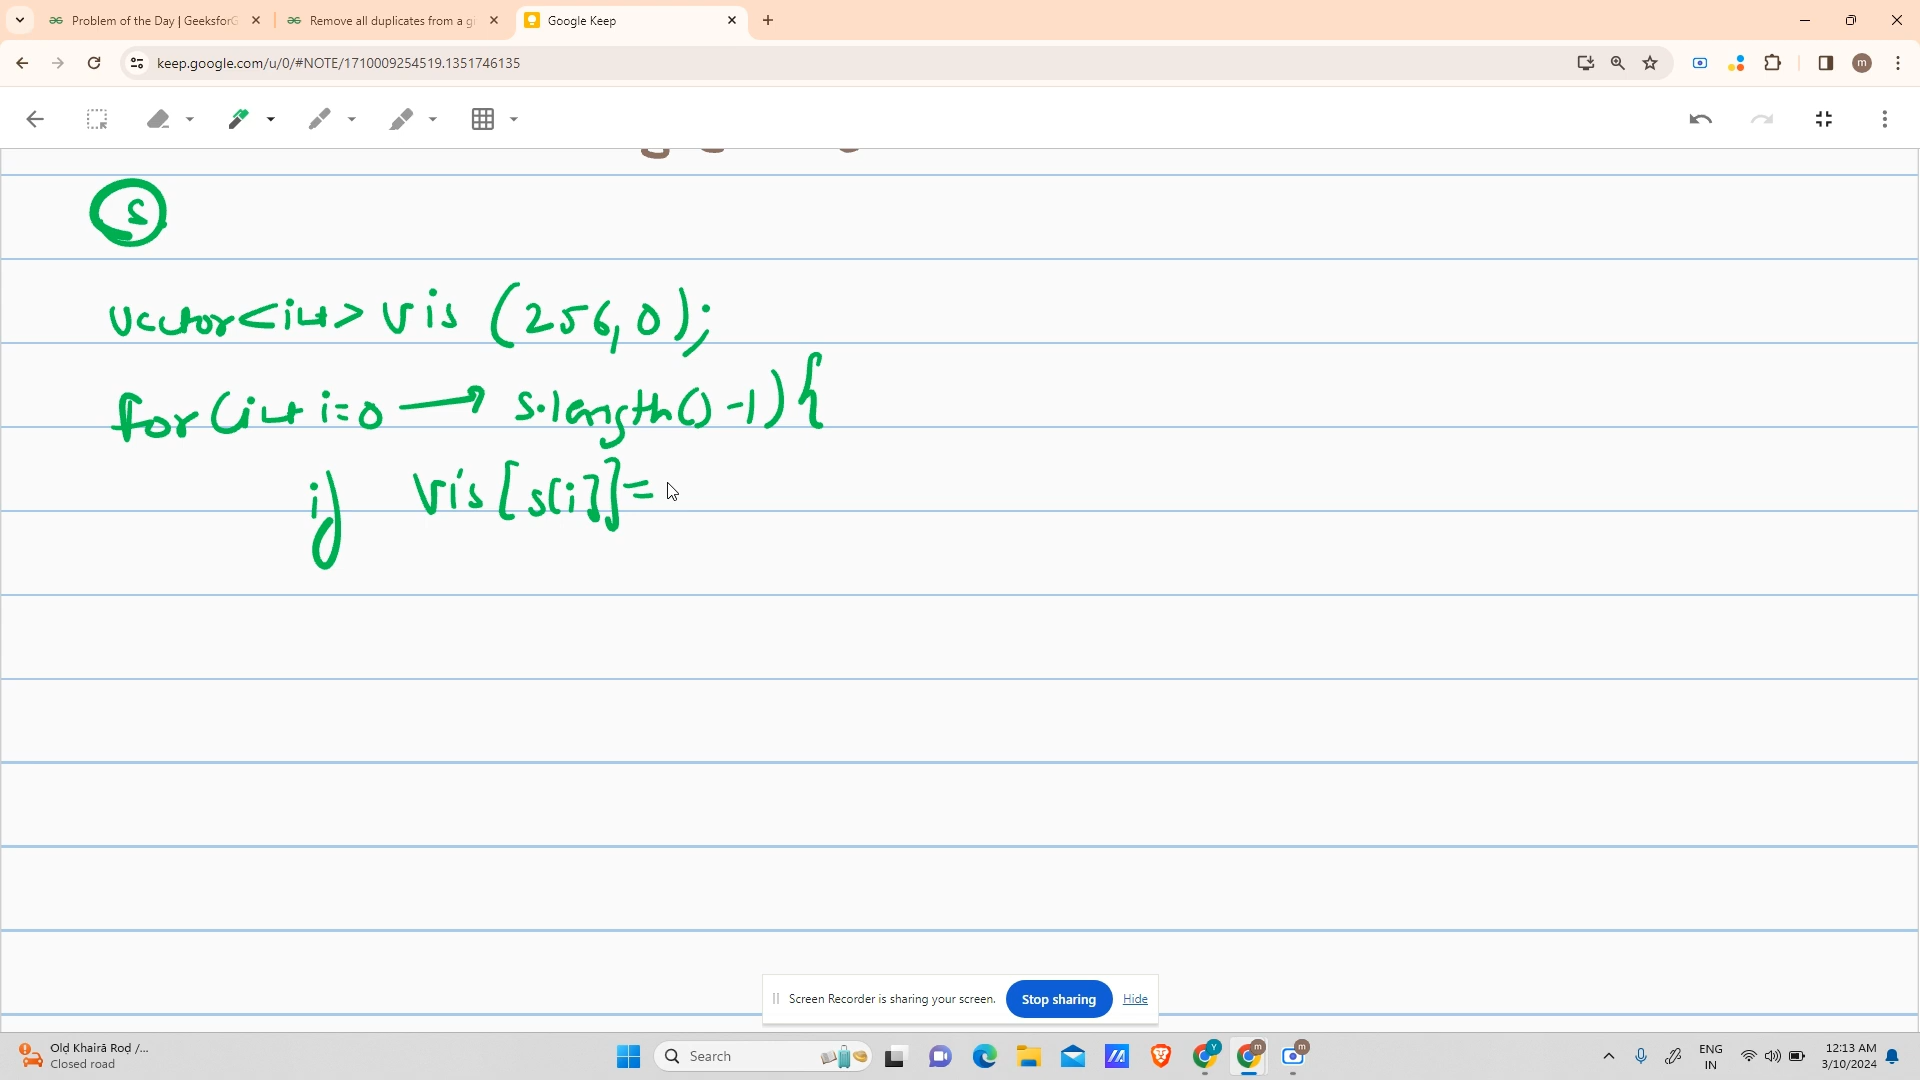 Problem of the Day | GeeksforG
Remove all duplicates from a gi
Google Keep
keep.google.com/u/0/#NOTE/1710009254519.1351746135
m
s
vector<int> vis (256,0);
for(int i=0 → s.length()-1){
if vis[s[i]]=
Screen Recorder is sharing your screen.
Stop sharing
Hide
Old Khairā Rod /...
Closed road
Search
Y
m
m
ENG
IN
12:13 AM
3/10/2024